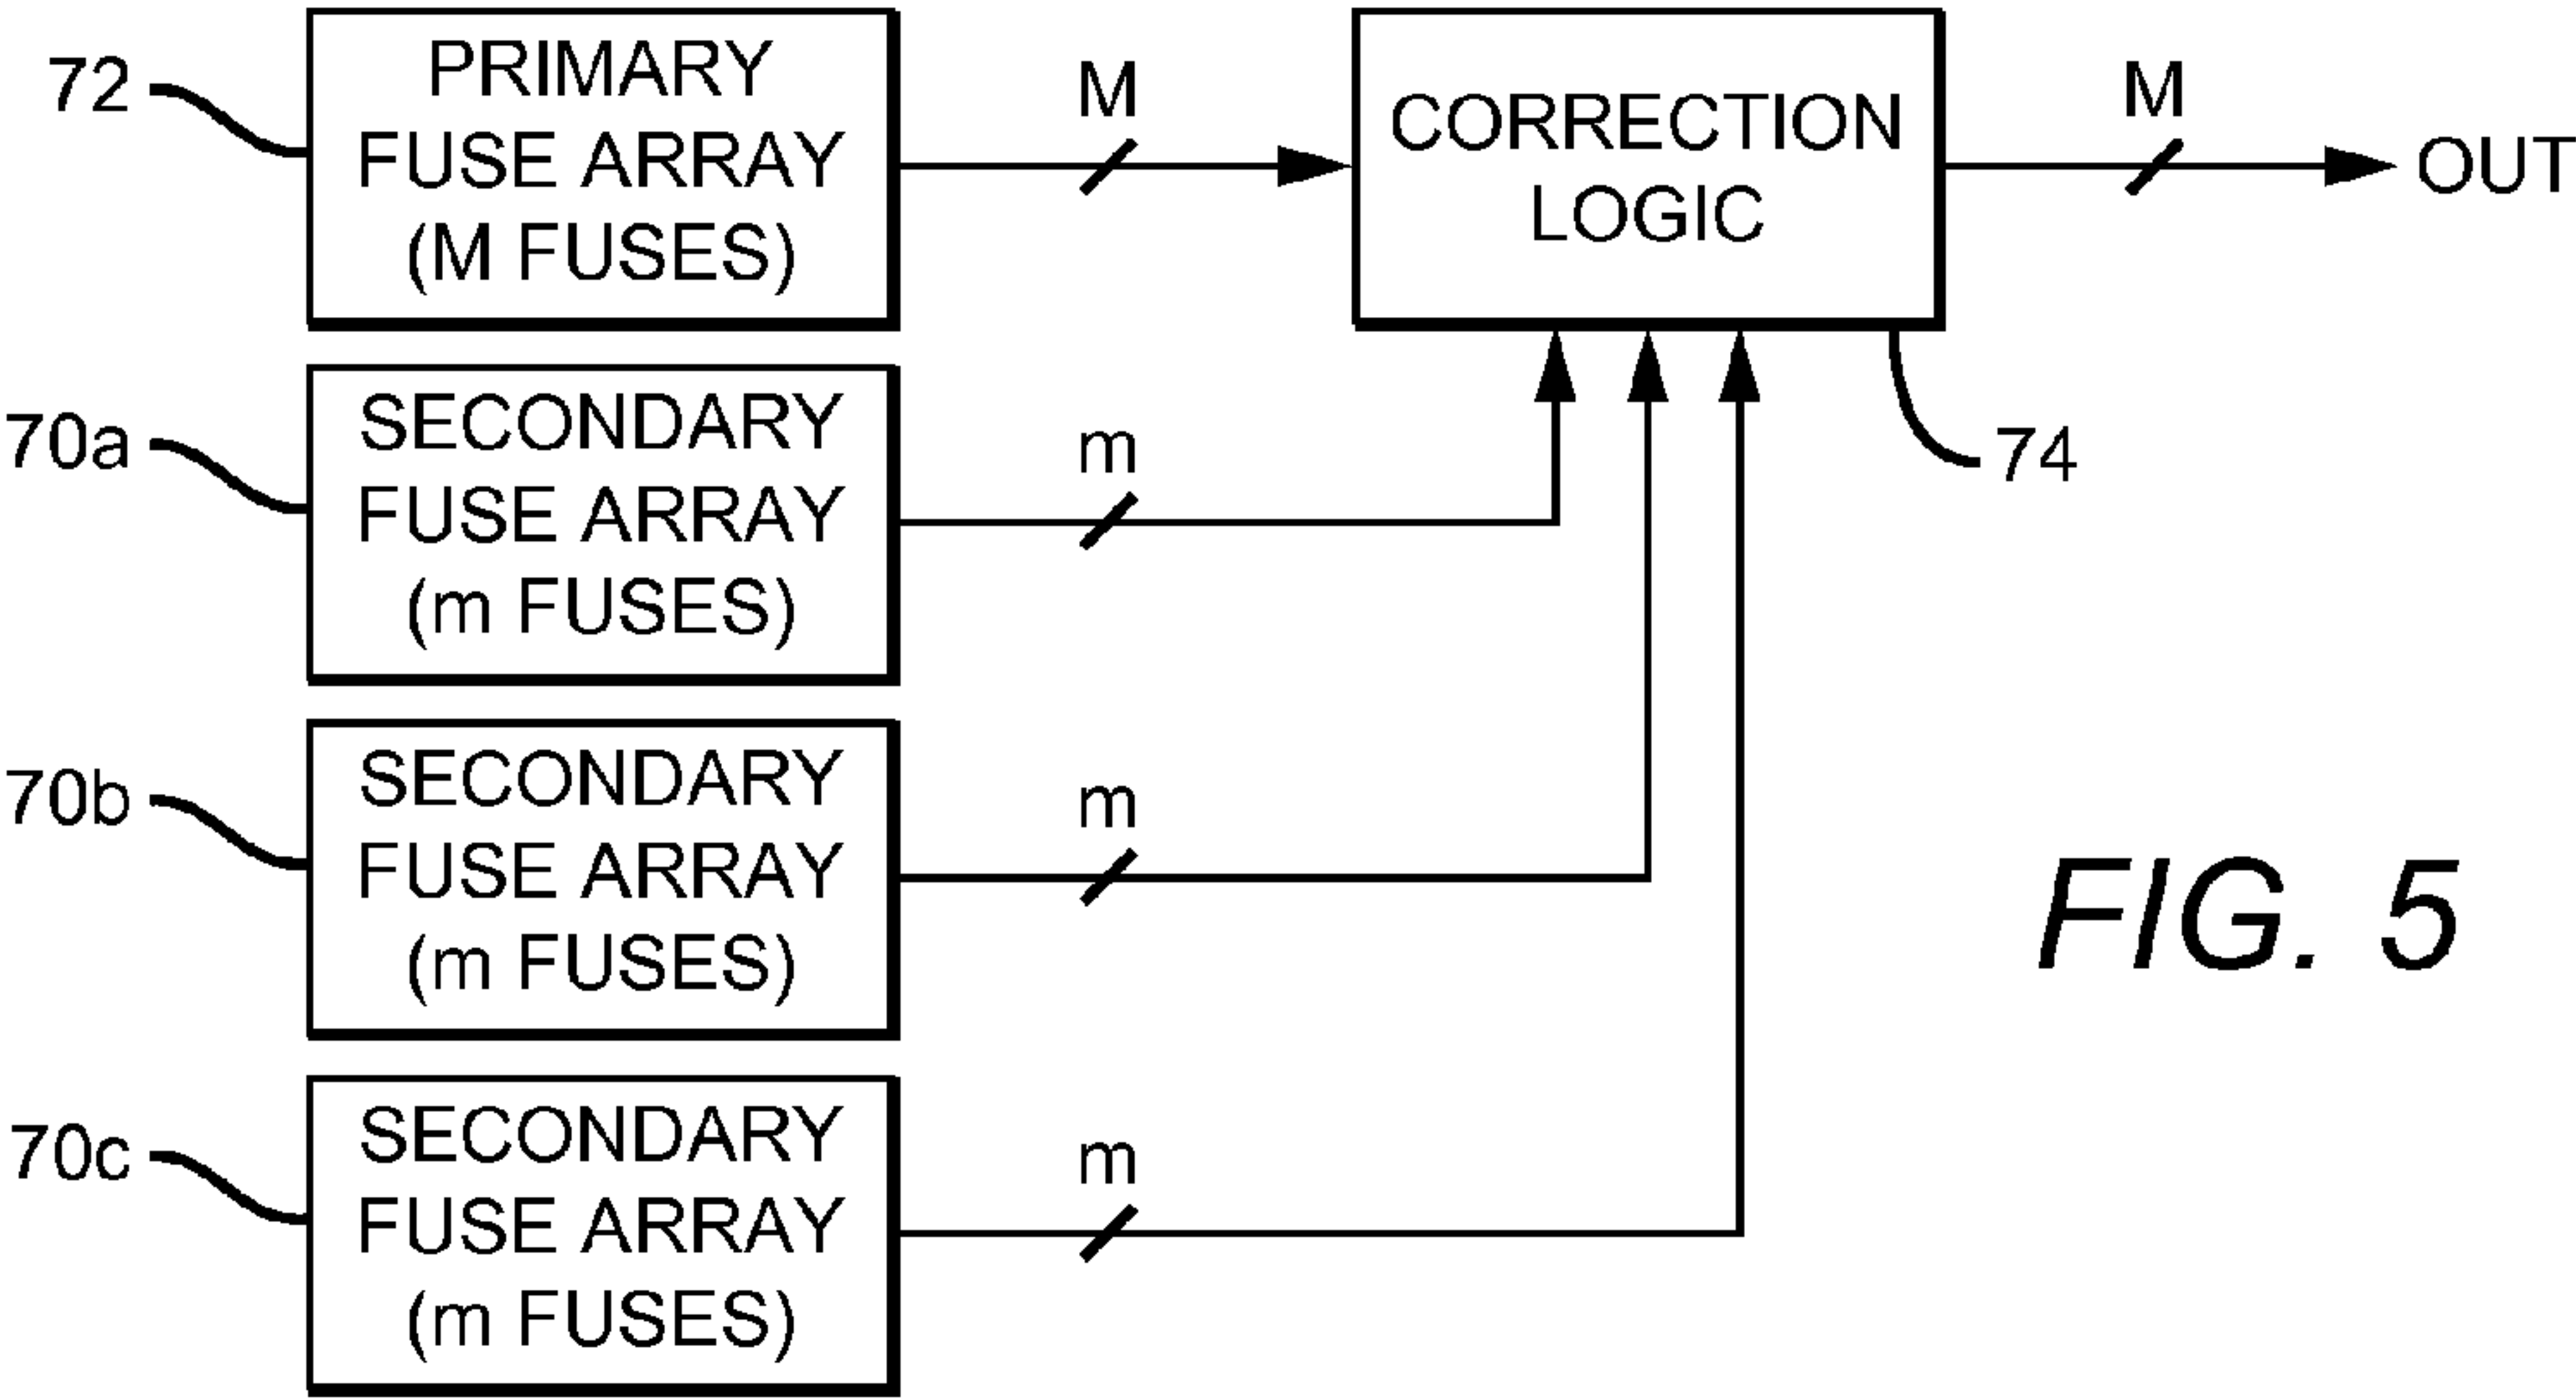 72
PRIMARY
FUSE ARRAY
(M FUSES)
M
CORRECTION
LOGIC
M
OUT
74
70a
SECONDARY
FUSE ARRAY
(m FUSES)
m
70b
SECONDARY
FUSE ARRAY
(m FUSES)
m
70c
SECONDARY
FUSE ARRAY
(m FUSES)
m
FIG. 5